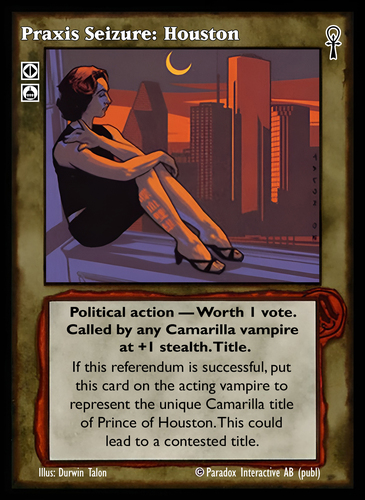 Praxis Seizure: Houston
Political action — Worth 1 vote.
Called by any Camarilla vampire
at +1 stealth. Title.
If this referendum is successful, put
this card on the acting vampire to
represent the unique Camarilla title
of Prince of Houston. This could
lead to a contested title.
Illus: Durwin Talon
© Paradox Interactive AB (publ)